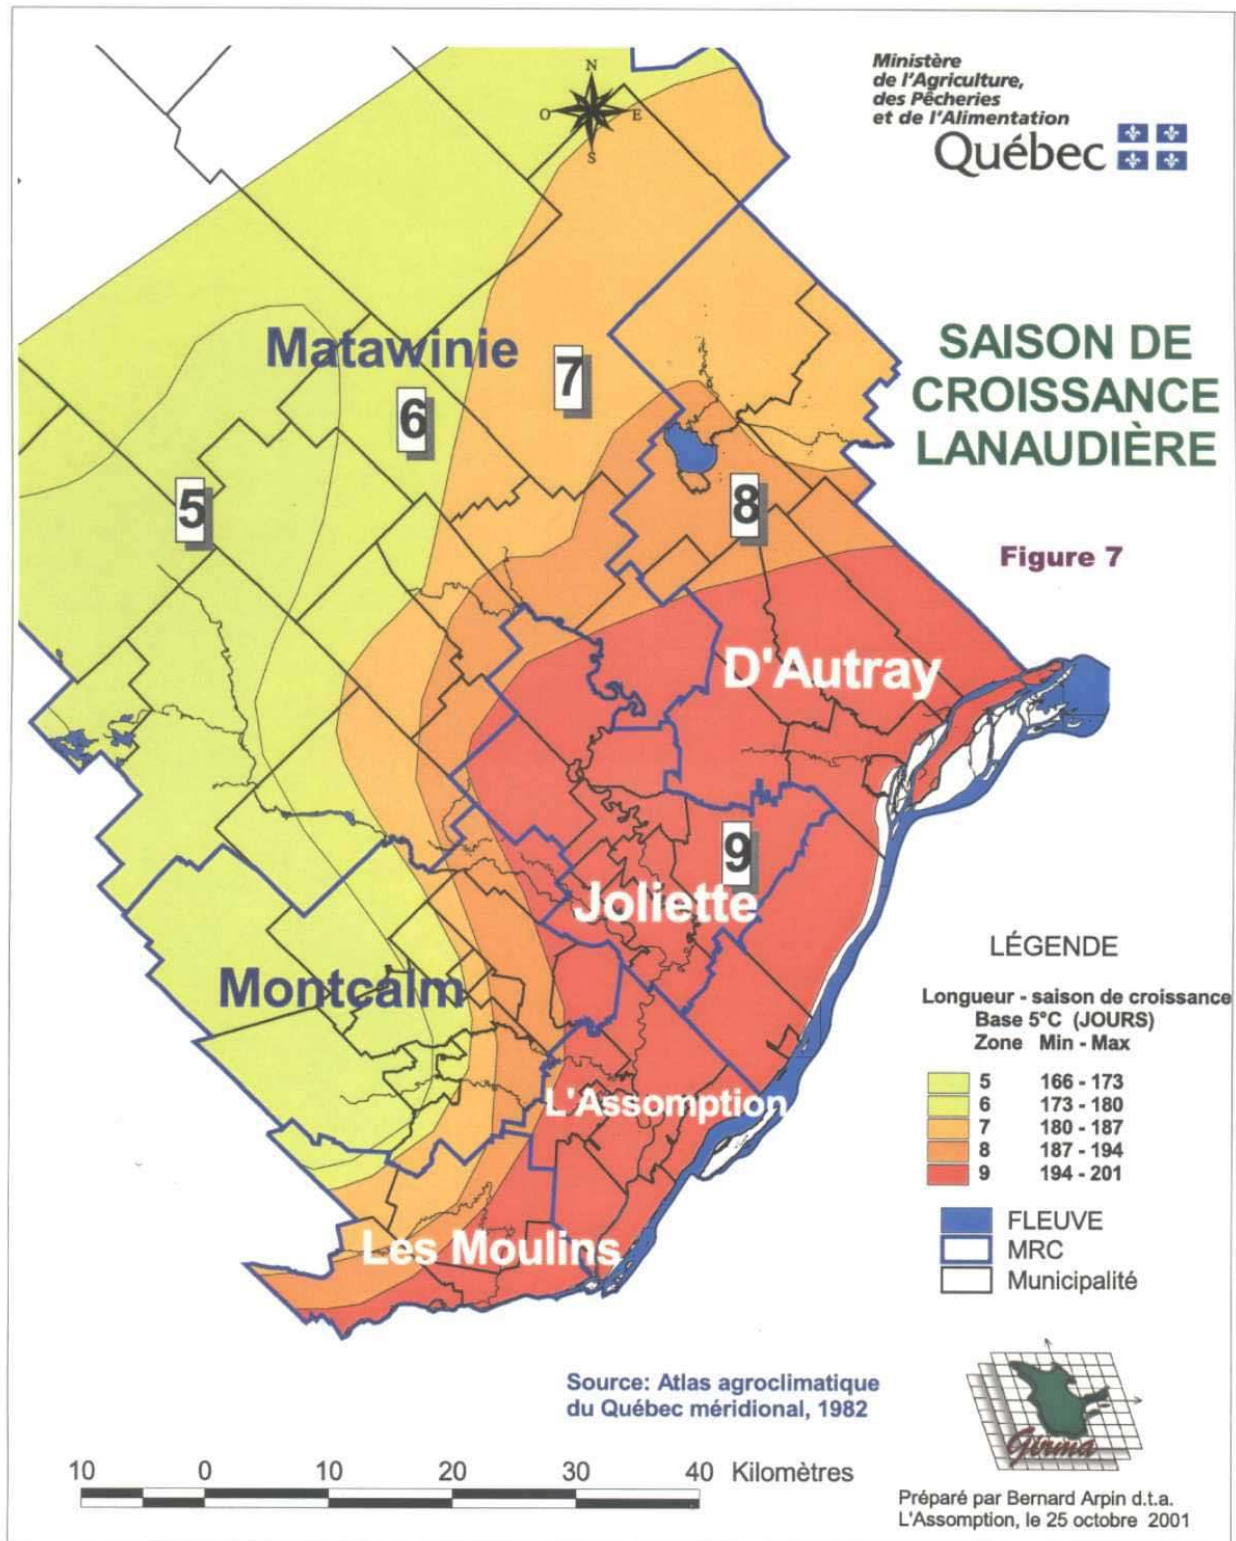 Ministère
de l'Agriculture,
des Pêcheries
et de l'Alimentation
Québec
N
O
E
S
SAISON DE
CROISSANCE
LANAUDIÈRE
Figure 7
Matawinie
7
6
5
8
D'Autray
9
Joliette
Montcalm
L'Assomption
Les Moulins
LÉGENDE
Longueur - saison de croissance
Base 5°C (JOURS)
Zone Min - Max
5 166 - 173
6 173 - 180
7 180 - 187
8 187 - 194
9 194 - 201
FLEUVE
MRC
Municipalité
Source: Atlas agroclimatique
du Québec méridional, 1982
Girma
10 0 10 20 30 40 Kilomètres
Préparé par Bernard Arpin d.t.a.
L'Assomption, le 25 octobre 2001